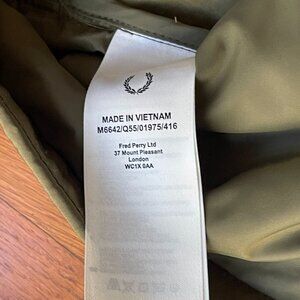 MADE IN VIETNAM
M6642/Q55/01975/416
Fred Perry Ltd
37 Mount Pleasant
London
WC1X 0AA